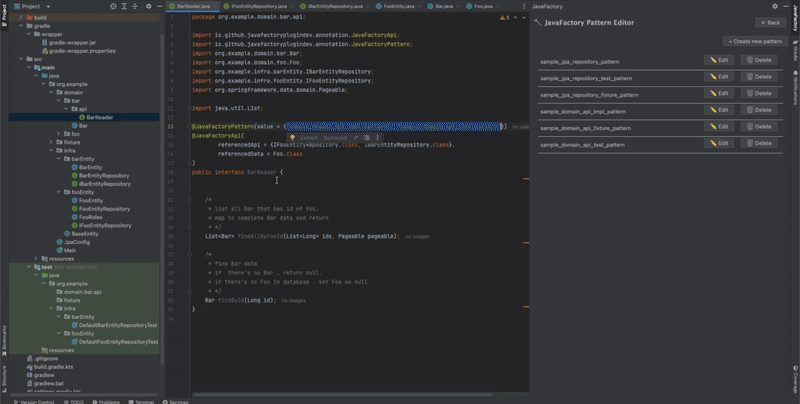 Project
build
gradle
wrapper
gradle-wrapper.jar
gradle-wrapper.properties
src
main
java
org.example
domain
bar
api
BarReader
Bar
foo
fixture
infra
barEntity
BarEntity
BarEntityRepository
IBarEntityRepository
fooEntity
FooEntity
FooEntityRepository
FooRoles
IFooEntityRepository
BaseEntity
JpaConfig
Main
resources
test
java
org.example
domain.bar.api
fixture
infra
barEntity
DefaultBarEntityRepositoryTest
fooEntity
DefaultFooEntityRepositoryTest
resources
.gitignore
build.gradle.kts
gradlew
gradlew.bat
BarReader.java
IFooEntityRepository.java
FooEntity.java
Bar.java
Foo.java
package org.example.domain.bar.api;
import io.github.javafactoryplugindev.annotation.JavaFactoryApi;
import io.github.javafactoryplugindev.annotation.JavaFactoryPattern;
import org.example.domain.bar.Bar;
import org.example.domain.foo.Foo;
import org.example.infra.barEntity.IBarEntityRepository;
import org.example.infra.fooEntity.IFooEntityRepository;
import org.springframework.data.domain.Pageable;
import java.util.List;
@JavaFactoryPattern(value = {
})
Extract
Surround
@JavaFactoryApi(
referencedApi = {IFooEntityRepository.class, IBarEntityRepository.class},
referencedData = Foo.class
)
public interface BarReader {
/*
* list all Bar that has id of foo,
* map to complete Bar data and return
* */
List<Bar> findAllByFooId(List<Long> ids, Pageable pageable); no usages
/*
* find Bar data
* if there's no Bar , return null.
* if there's no Foo in database . set Foo as null
* */
Bar findById(Long id); no usages
}
JavaFactory
JavaFactory Pattern Editor
← Back
+ Create new pattern
sample_jpa_repository_pattern Edit Delete
sample_jpa_repository_test_pattern Edit Delete
sample_jpa_repository_fixture_pattern Edit Delete
sample_domain_api_impl_pattern Edit Delete
sample_domain_api_fixture_pattern Edit Delete
sample_domain_api_test_pattern Edit Delete
Project
Bookmarks
Structure
JavaFactory
Gradle
Notifications
Coverage
Version Control
TODO
Problems
Terminal
Services